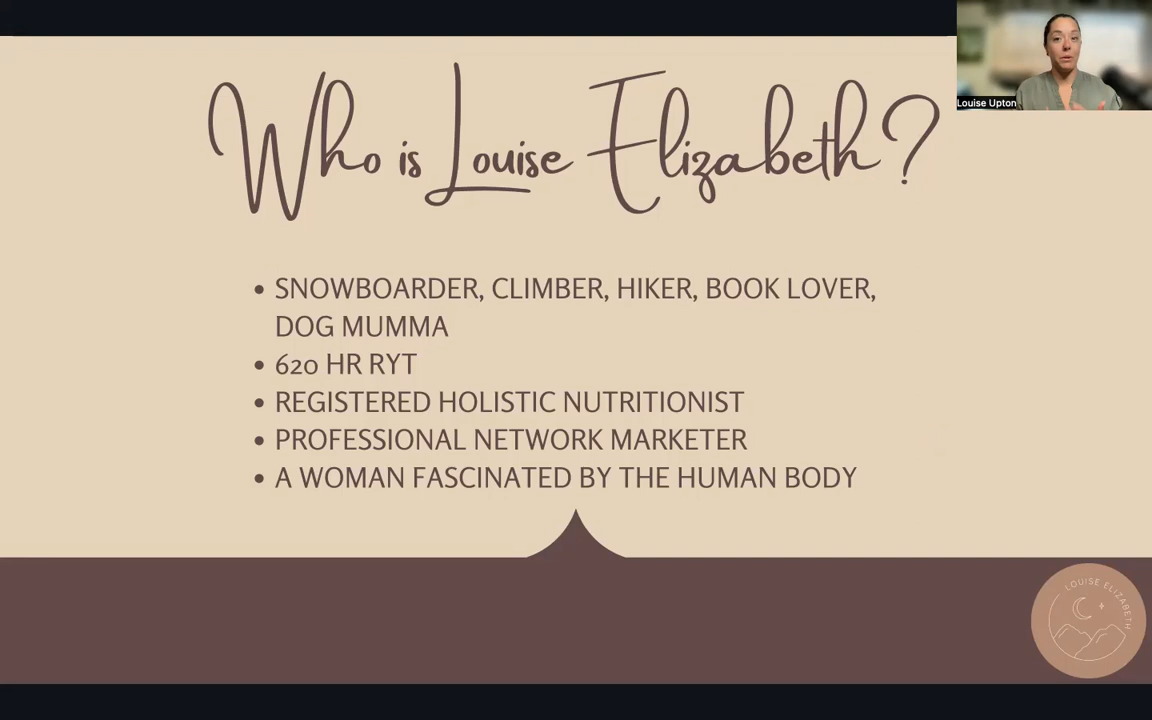 Who is Louise Elizabeth?
Louise Upton
• SNOWBOARDER, CLIMBER, HIKER, BOOK LOVER,
DOG MUMMA
• 620 HR RYT
• REGISTERED HOLISTIC NUTRITIONIST
• PROFESSIONAL NETWORK MARKETER
• A WOMAN FASCINATED BY THE HUMAN BODY
LOUISE ELIZABETH